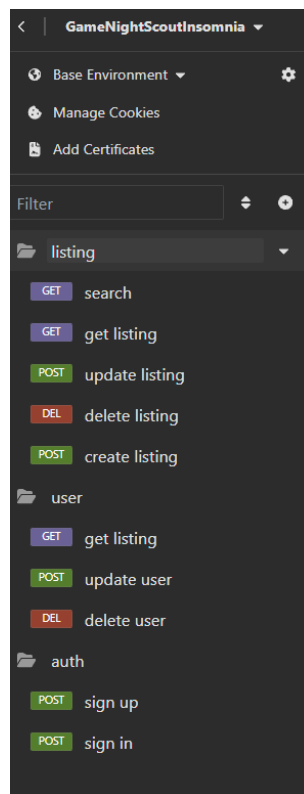 GameNightScoutInsomnia
Base Environment
Manage Cookies
Add Certificates
Filter
listing
GET search
GET get listing
POST update listing
DEL delete listing
POST create listing
user
GET get listing
POST update user
DEL delete user
auth
POST sign up
POST sign in